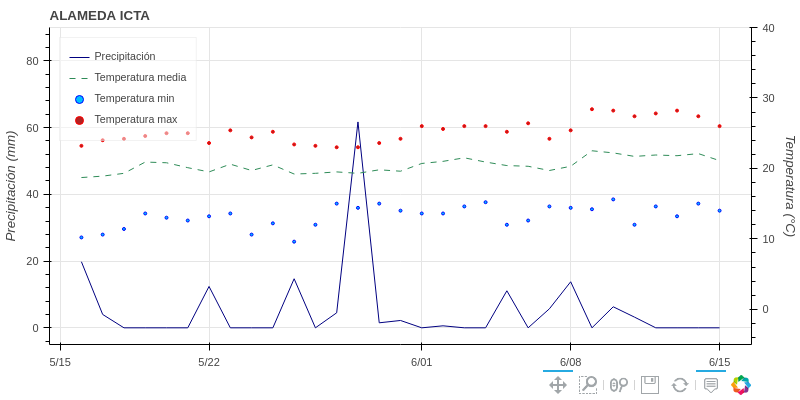 ALAMEDA ICTA
Precipitación
Temperatura media
Temperatura min
Temperatura max
Precipitación (mm)
80
60
40
20
0
Temperatura (°C)
40
30
20
10
0
5/15
5/22
6/01
6/08
6/15